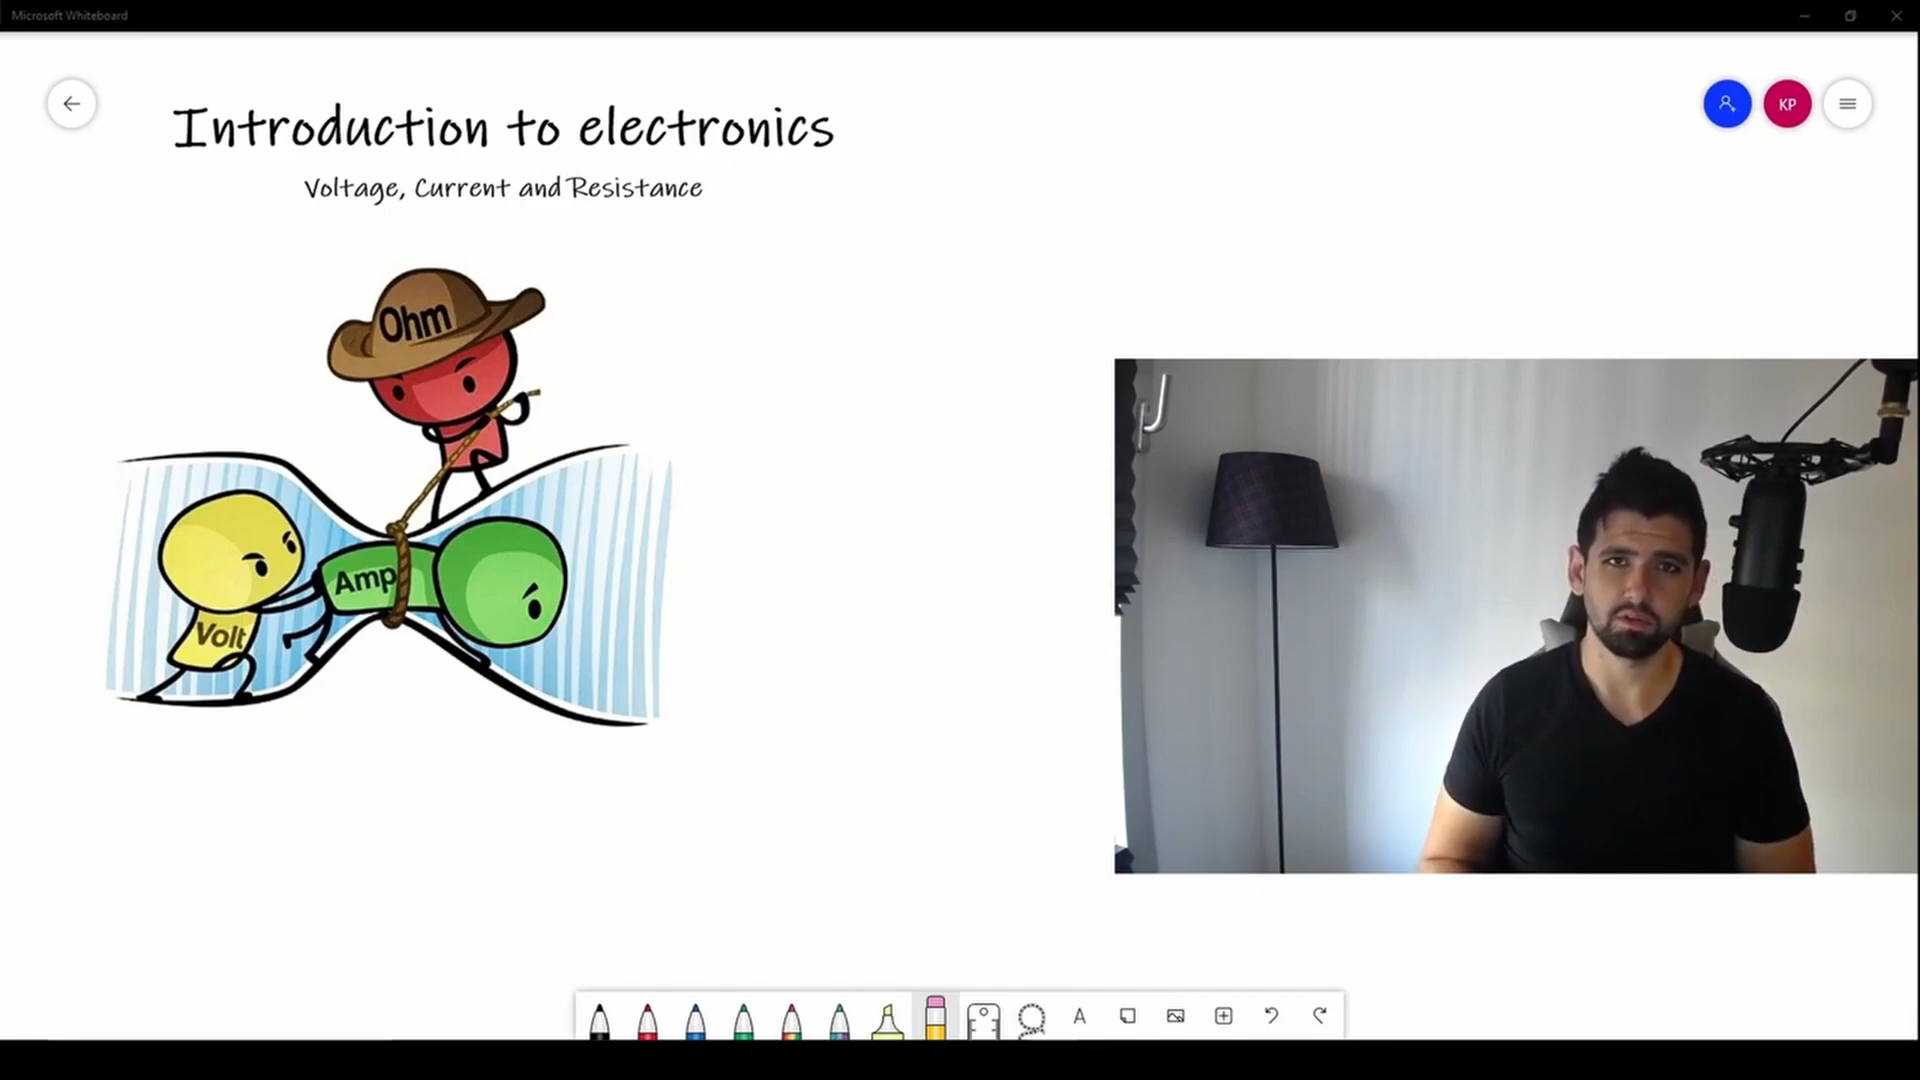 Microsoft Whiteboard
KP
Introduction to electronics
Voltage, Current and Resistance
Ohm
Amp
Volt
A